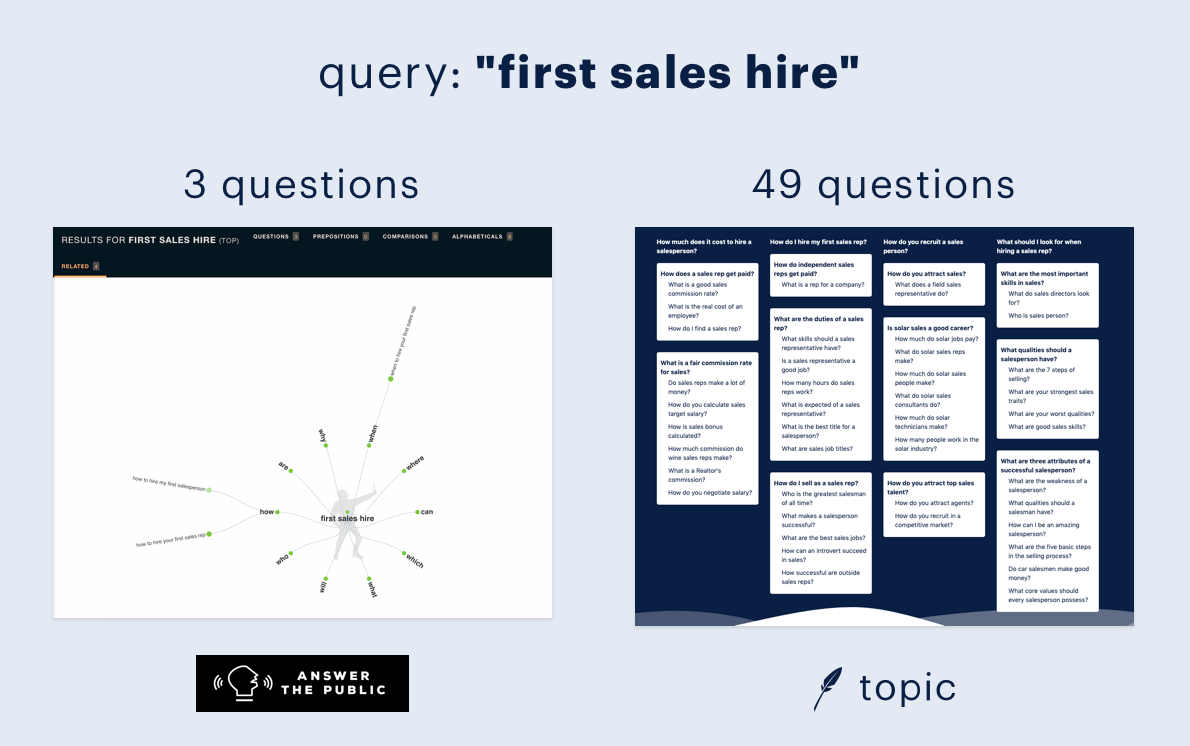 query: "first sales hire"
3 questions
49 questions
RESULTS FOR FIRST SALES HIRE (TOP)
QUESTIONS 3
PREPOSITIONS 0
COMPARISONS
ALPHABETICALS
RELATED 4
when to hire your first sales rep
why
when
are
where
how to hire my first salesperson
how
first sales hire
can
how to hire your first sales rep
who
which
will
what
ANSWER
THE PUBLIC
How much does it cost to hire a
salesperson?
How does a sales rep get paid?
What is a good sales
commission rate?
What is the real cost of an
employee?
How do I find a sales rep?
What is a fair commission rate
for sales?
Do sales reps make a lot of
money?
How do you calculate sales
target salary?
How is sales bonus
calculated?
How much commission do
wine sales reps make?
What is a Realtor's
commission?
How do you negotiate salary?
How do I hire my first sales rep?
How do independent sales
reps get paid?
What is a rep for a company?
What are the duties of a sales
rep?
What skills should a sales
representative have?
Is a sales representative a
good job?
How many hours do sales
reps work?
What is expected of a sales
representative?
What is the best title for a
salesperson?
What are sales job titles?
How do I sell as a sales rep?
Who is the greatest salesman
of all time?
What makes a salesperson
successful?
What are the best sales jobs?
How can an introvert succeed
in sales?
How successful are outside
sales reps?
How do you recruit a sales
person?
How do you attract sales?
What does a field sales
representative do?
Is solar sales a good career?
How much do solar jobs pay?
What do solar sales reps
make?
How much do solar sales
people make?
What do solar sales
consultants do?
How much do solar
technicians make?
How many people work in the
solar industry?
How do you attract top sales
talent?
How do you attract agents?
How do you recruit in a
competitive market?
What should I look for when
hiring a sales rep?
What are the most important
skills in sales?
What do sales directors look
for?
Who is sales person?
What qualities should a
salesperson have?
What are the 7 steps of
selling?
What are your strongest sales
traits?
What are your worst qualities?
What are good sales skills?
What are three attributes of a
successful salesperson?
What are the weakness of a
salesperson?
What qualities should a
salesman have?
How can I be an amazing
salesperson?
What are the five basic steps
in the selling process?
Do car salesmen make good
money?
What core values should
every salesperson possess?
topic